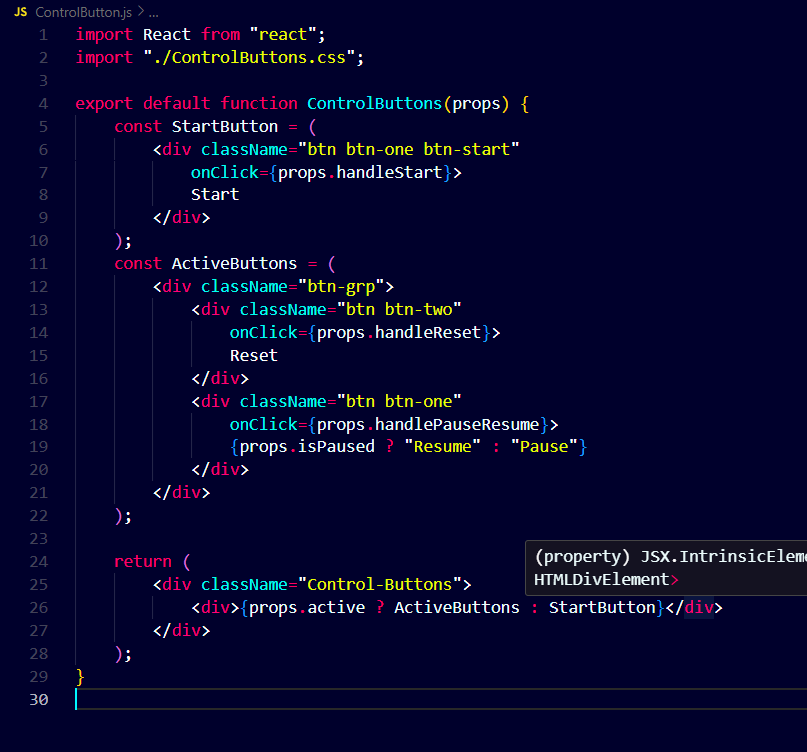 JS ControlButton.js > ...
1 import React from "react";
2 import "./ControlButtons.css";
3
4 export default function ControlButtons(props) {
5     const StartButton = (
6         <div className="btn btn-one btn-start"
7             onClick={props.handleStart}>
8             Start
9         </div>
10     );
11     const ActiveButtons = (
12         <div className="btn-grp">
13             <div className="btn btn-two"
14                 onClick={props.handleReset}>
15                 Reset
16             </div>
17             <div className="btn btn-one"
18                 onClick={props.handlePauseResume}>
19                 {props.isPaused ? "Resume" : "Pause"}
20             </div>
21         </div>
22     );
23
24     return (
(property) JSX.IntrinsicEleme
HTMLDivElement>
25         <div className="Control-Buttons">
26             <div>{props.active ? ActiveButtons : StartButton}</div>
27         </div>
28     );
29 }
30